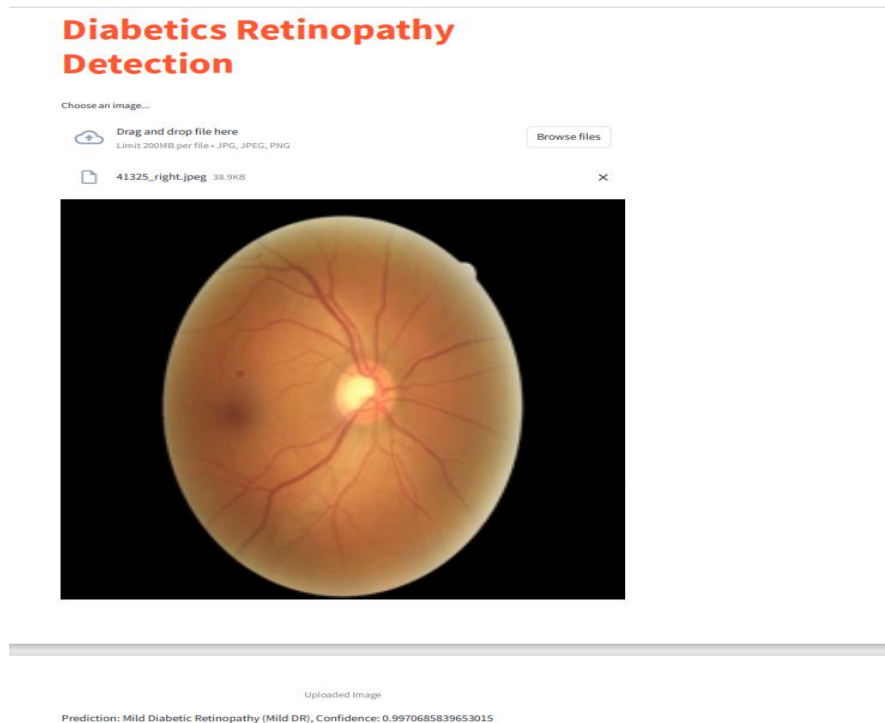 Diabetics Retinopathy
Detection
Choose an image...
Drag and drop file here
Limit 200MB per file • JPG, JPEG, PNG
Browse files
41325_right.jpeg 38.9KB
Uploaded Image
Prediction: Mild Diabetic Retinopathy (Mild DR), Confidence: 0.9970685839653015